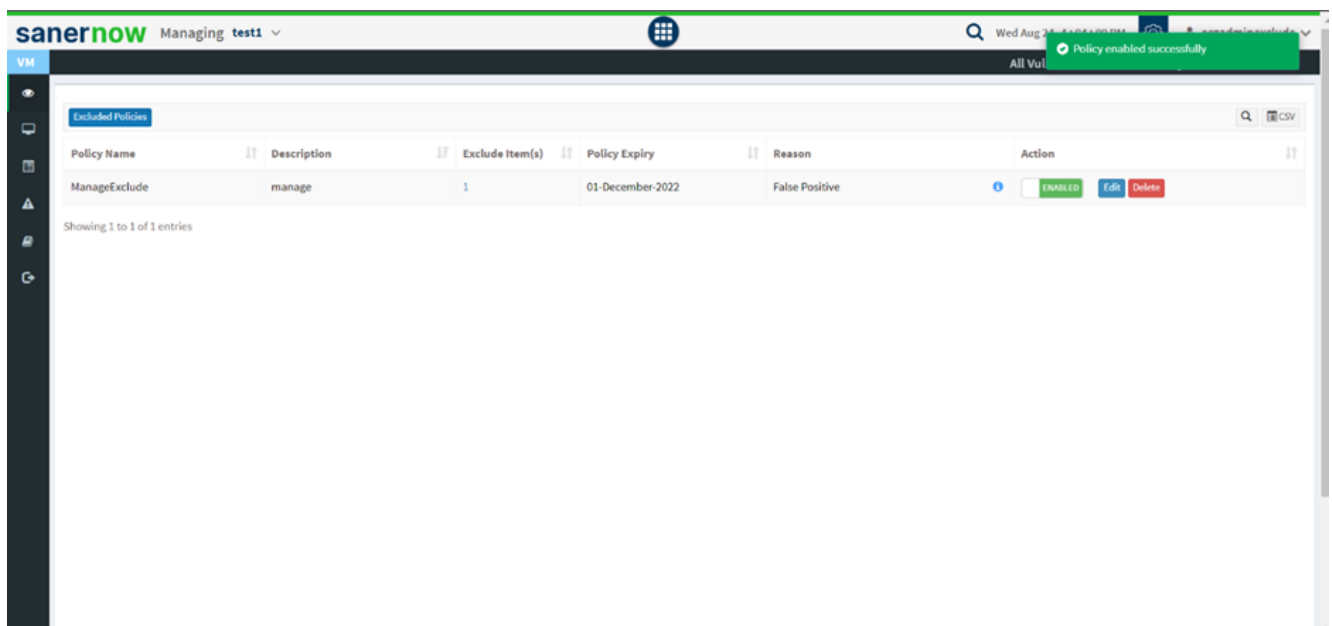 sanernow Managing test1
Wed Aug
Policy enabled successfully
VM
All Vul
Excluded Policies
CSV
Policy Name Description Exclude Item(s) Policy Expiry Reason Action
ManageExclude manage 1 01-December-2022 False Positive ENABLED Edit Delete
Showing 1 to 1 of 1 entries